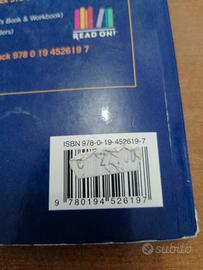 READ ON!
's Book & Workbook)
ders)
ack 978 0 19 452619 7
ISBN 978-0-19-452619-7
9 780194 526197
subito